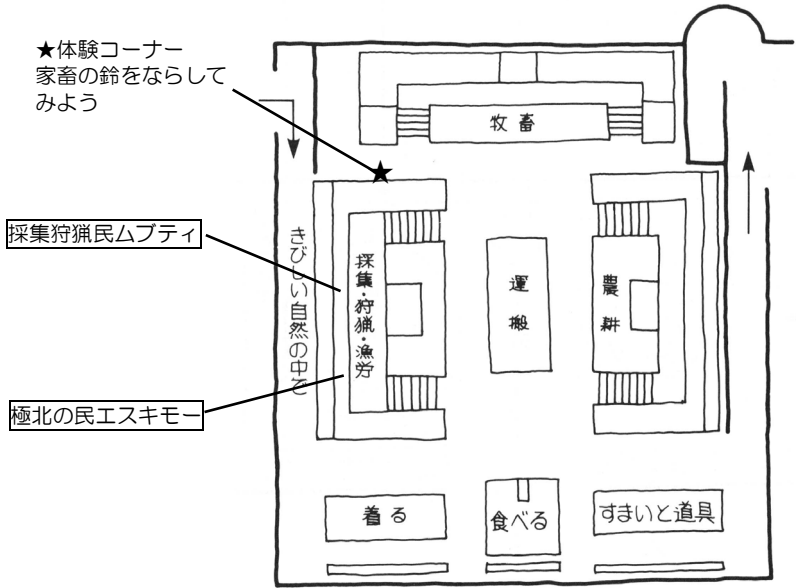 ★体験コーナー
家畜の鈴をならして
みよう
牧畜
★
採集狩猟民ムブティ
きびしい自然の中で
採集・狩猟・漁労
運搬
農耕
極北の民エスキモー
着る
食べる
すまいと道具